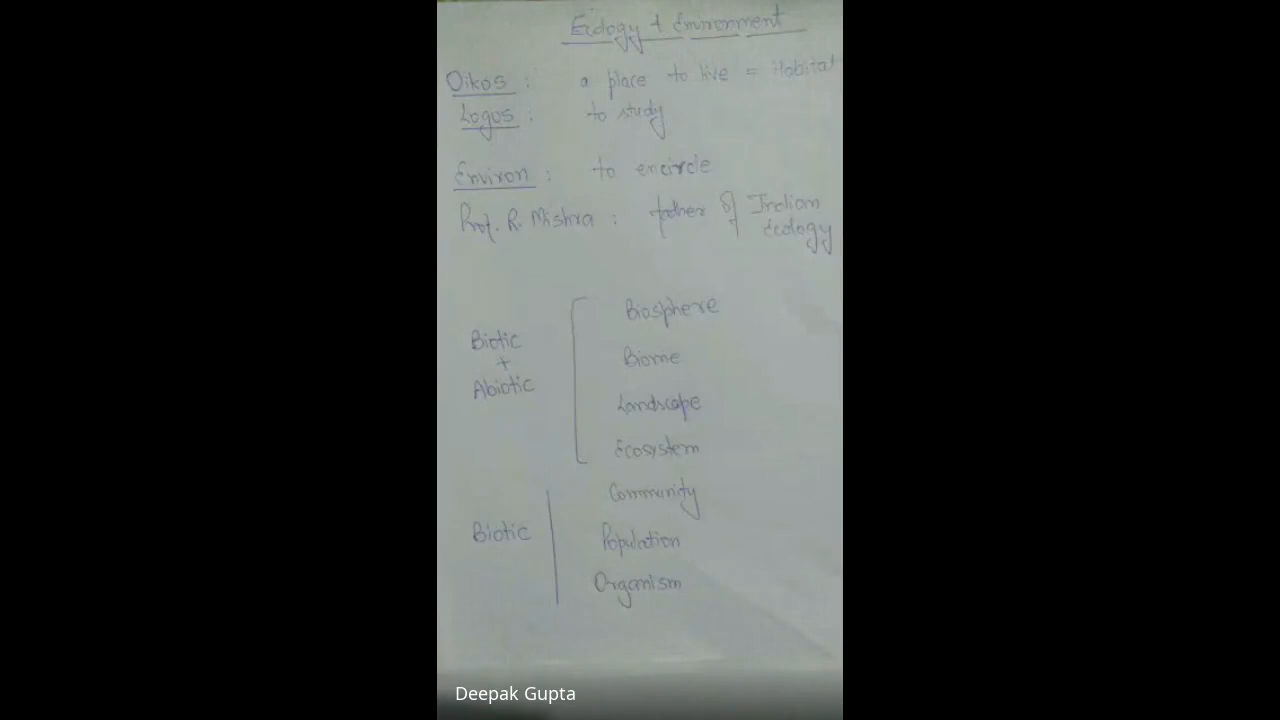 Ecology + Environment
Oikos : a place to live = Habitat
Logos : to study
Environ : to encircle
Prof. R. Mishra : father of Indian
Ecology
Biosphere
Biotic
+
Abiotic
Biome
Landscape
Ecosystem
Community
Biotic
Population
Organism
Deepak Gupta